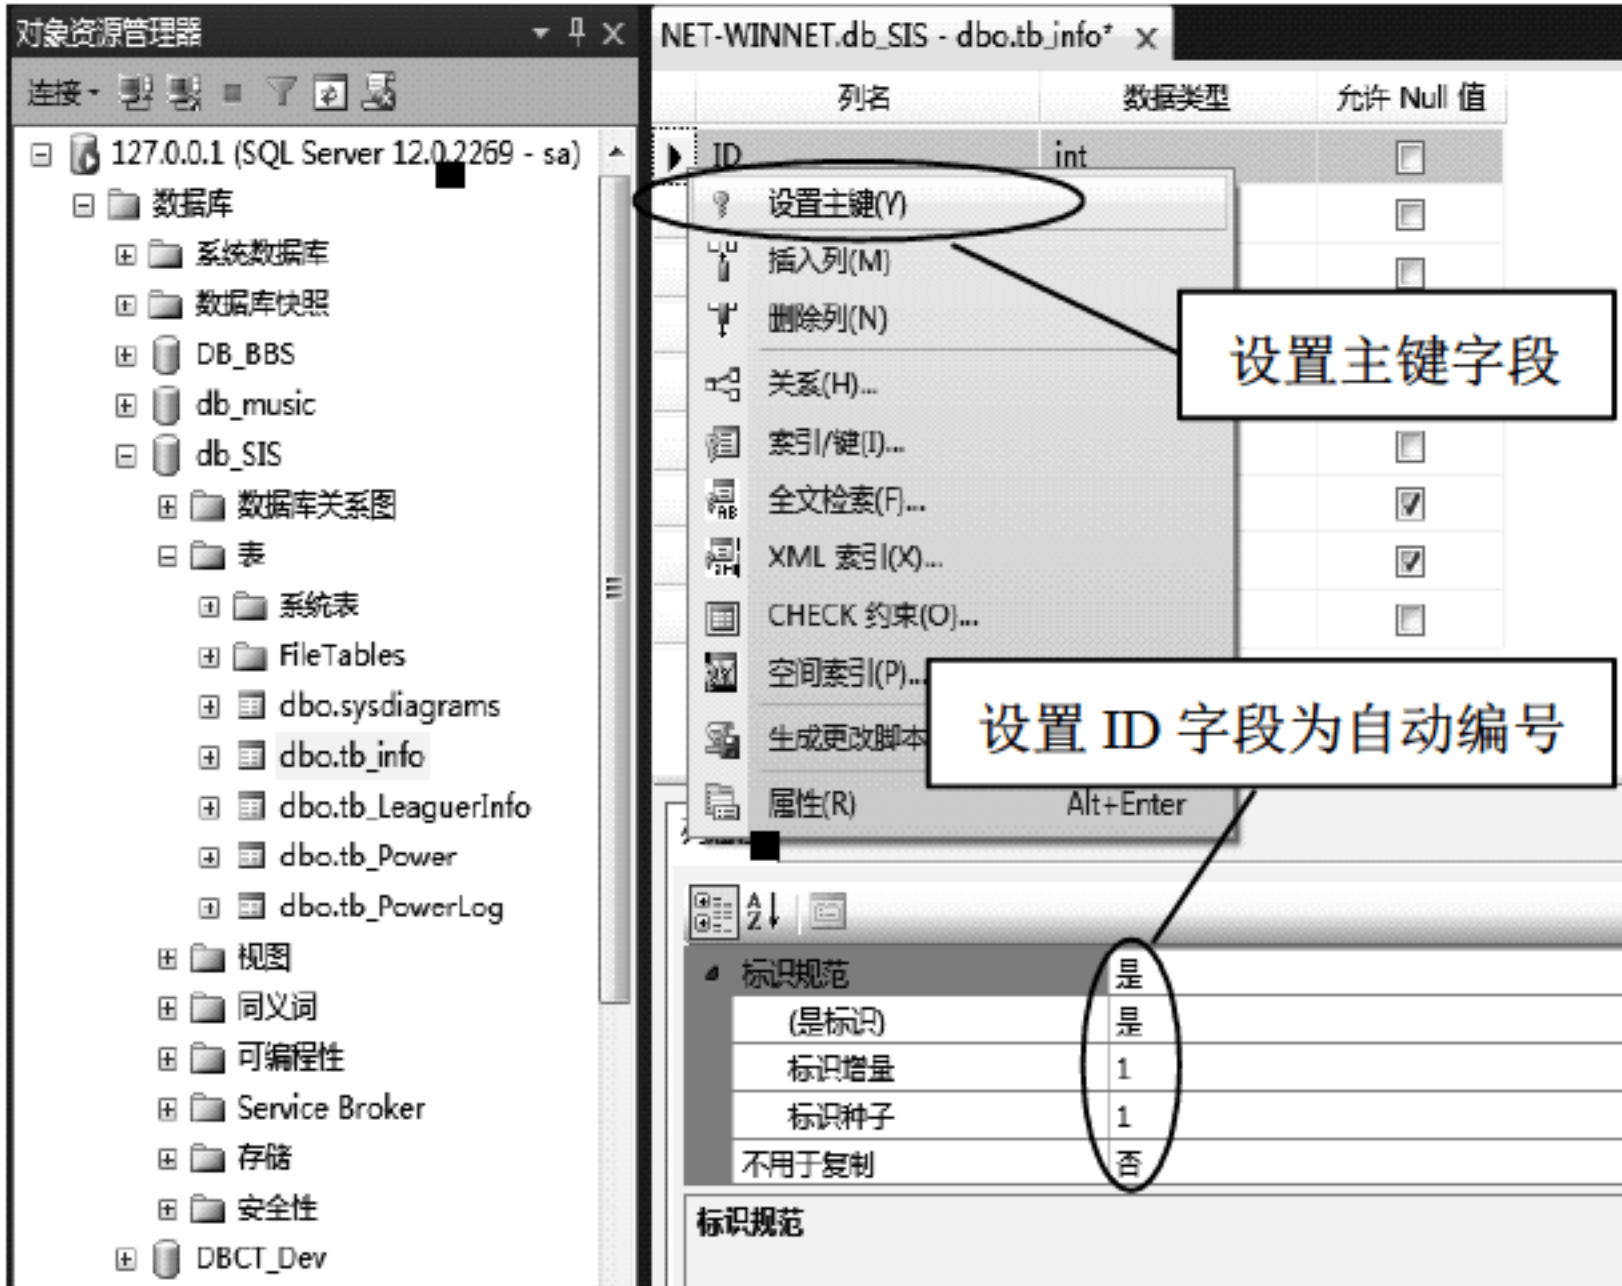 对象资源管理器
连接
127.0.0.1 (SQL Server 12.0.2269 - sa)
数据库
系统数据库
数据库快照
DB_BBS
db_music
db_SIS
数据库关系图
表
系统表
FileTables
dbo.sysdiagrams
dbo.tb_info
dbo.tb_LeaguerInfo
dbo.tb_Power
dbo.tb_PowerLog
视图
同义词
可编程性
Service Broker
存储
安全性
DBCT_Dev
NET-WINNET.db_SIS - dbo.tb_info*
列名 数据类型 允许 Null 值
ID int
设置主键(Y)
插入列(M)
删除列(N)
关系(H)...
索引/键(I)...
全文检索(F)...
XML 索引(X)...
CHECK 约束(O)...
空间索引(P)...
生成更改脚本
属性(R) Alt+Enter
设置主键字段
设置 ID 字段为自动编号
标识规范 是
(是标识) 是
标识增量 1
标识种子 1
不用于复制 否
标识规范